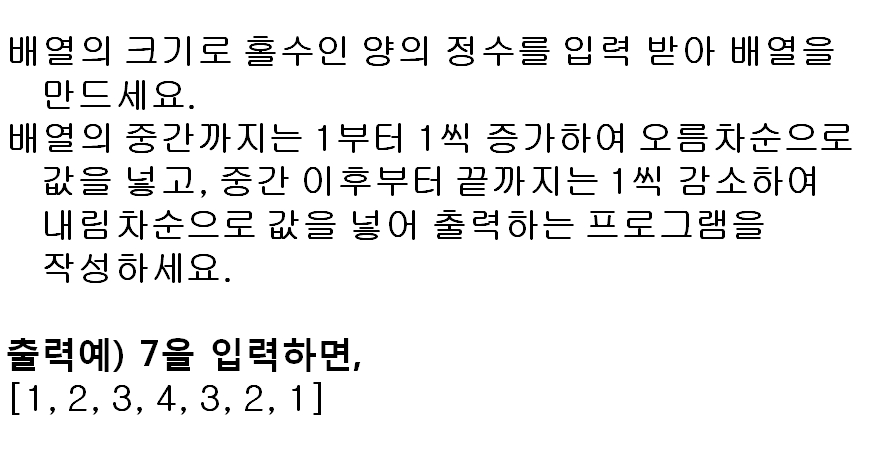 배열의 크기로 홀수인 양의 정수를 입력 받아 배열을
만드세요.
배열의 중간까지는 1부터 1씩 증가하여 오름차순으로
값을 넣고, 중간 이후부터 끝까지는 1씩 감소하여
내림차순으로 값을 넣어 출력하는 프로그램을
작성하세요.
출력예) 7을 입력하면,
[1, 2, 3, 4, 3, 2, 1]